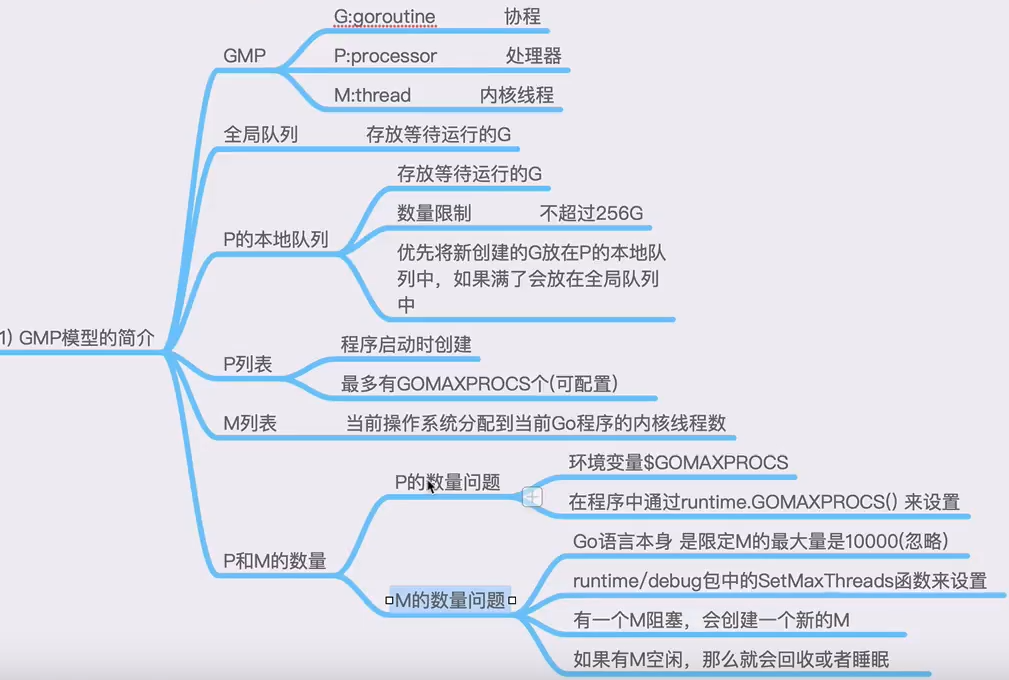 G:goroutine 协程
GMP
P:processor 处理器
M:thread 内核线程
全局队列 存放等待运行的G
存放等待运行的G
P的本地队列
数量限制 不超过256G
优先将新创建的G放在P的本地队
列中，如果满了会放在全局队列
中
1) GMP模型的简介
P列表
程序启动时创建
最多有GOMAXPROCS个(可配置)
M列表 当前操作系统分配到当前Go程序的内核线程数
P和M的数量
P的数量问题
环境变量$GOMAXPROCS
在程序中通过runtime.GOMAXPROCS() 来设置
M的数量问题
Go语言本身 是限定M的最大量是10000(忽略)
runtime/debug包中的SetMaxThreads函数来设置
有一个M阻塞，会创建一个新的M
如果有M空闲，那么就会回收或者睡眠